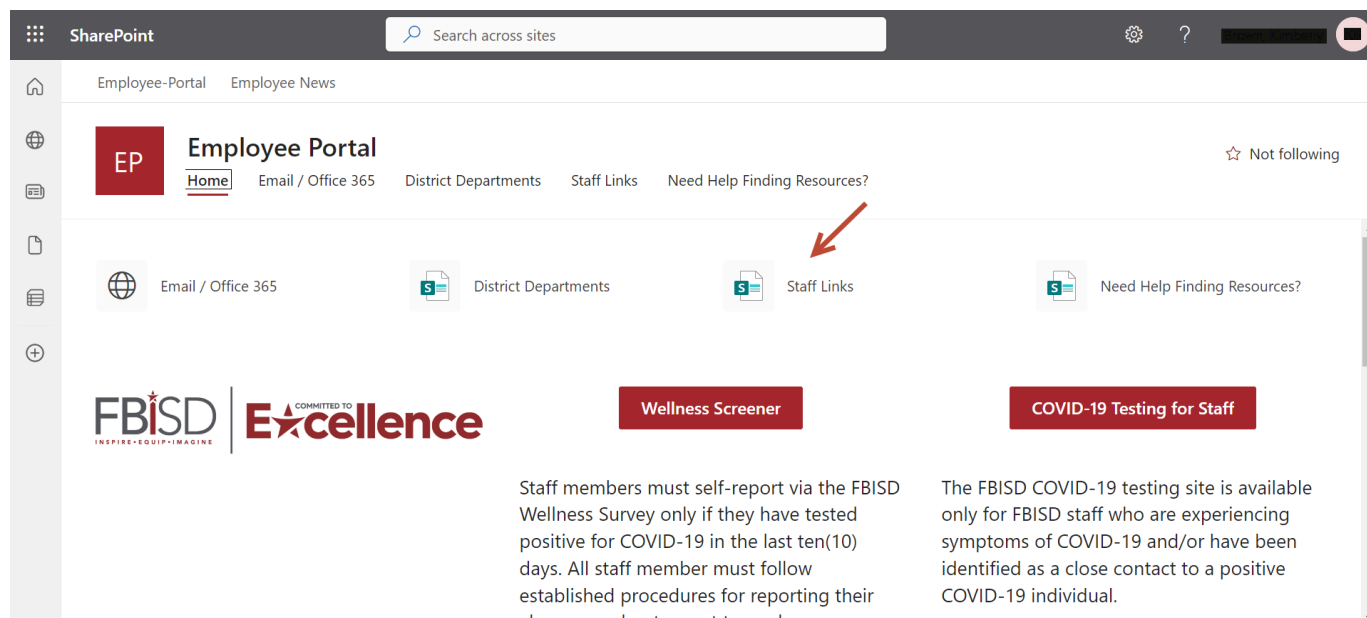 SharePoint
Search across sites
?
Employee-Portal Employee News
EP
Employee Portal
Not following
Home Email / Office 365 District Departments Staff Links Need Help Finding Resources?
Email / Office 365
S District Departments
S Staff Links
S Need Help Finding Resources?
FBISD
INSPIRE•EQUIP•IMAGINE
COMMITTED TO
Excellence
Wellness Screener
Staff members must self-report via the FBISD
Wellness Survey only if they have tested
positive for COVID-19 in the last ten(10)
days. All staff member must follow
established procedures for reporting their
COVID-19 Testing for Staff
The FBISD COVID-19 testing site is available
only for FBISD staff who are experiencing
symptoms of COVID-19 and/or have been
identified as a close contact to a positive
COVID-19 individual.